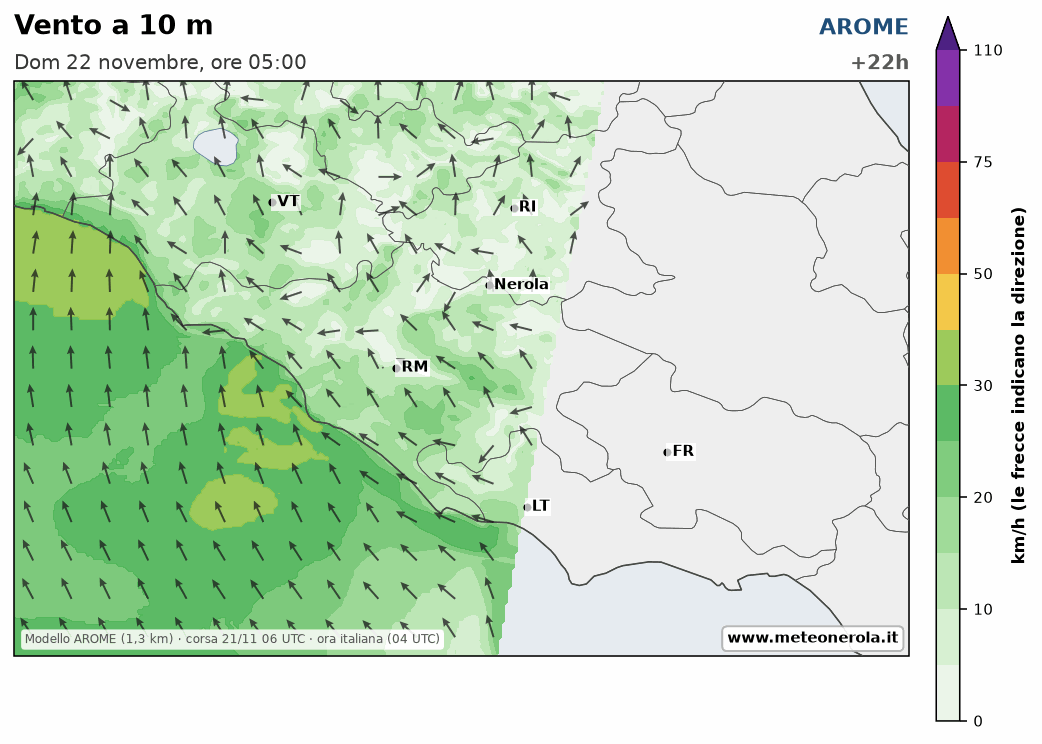 Vento a 10 m
AROME
Dom 22 novembre, ore 05:00
+22h
110
75
50
30
20
10
0
km/h (le frecce indicano la direzione)
VT
RI
Nerola
RM
FR
LT
Modello AROME (1,3 km) · corsa 21/11 06 UTC · ora italiana (04 UTC)
www.meteonerola.it